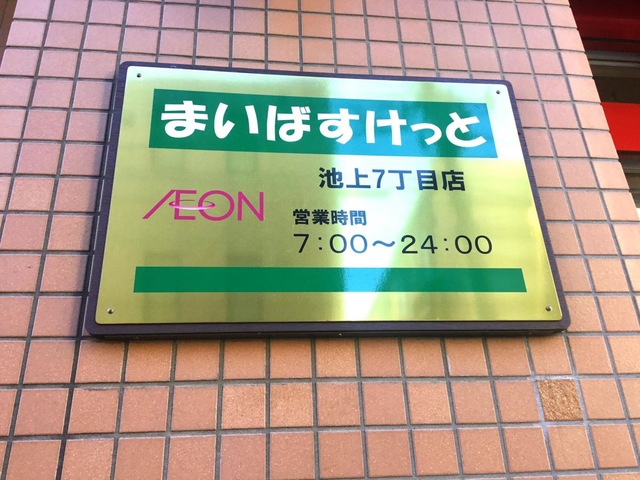 まいばすけっと
池上7丁目店
ÆON
営業時間
7:00～24:00